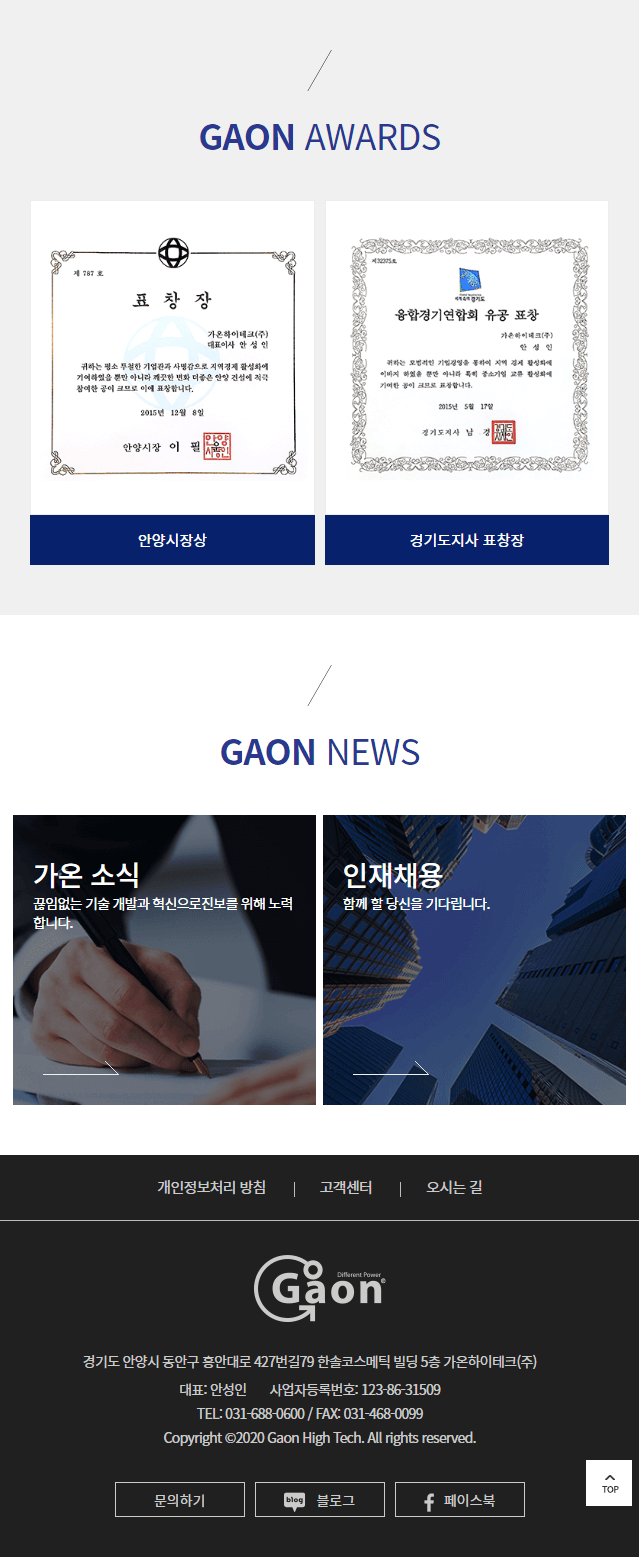 GAON AWARDS
제 787 호
표 창 장
가온하이테크(주)
대표이사 안 성 인
귀하는 평소 투철한 기업관과 사명감으로 지역경제 활성화에
기여하였을 뿐만 아니라 깨끗한 변화 더좋은 안양 건설에 적극
참여한 공이 크므로 이에 표창합니다.
2015년 12월 8일
안양시장 이 필 운
안양시장상
제32375호
융합경기연합회 유공 표창
가온하이테크(주)
안 성 인
귀하는 모범적인 기업경영을 통하여 지역 경제 활성화에
이바지 하였을 뿐만 아니라 특히 중소기업 교류 활성화에
기여한 공이 크므로 표창합니다.
2015년 5월 17일
경기도지사 남 경
경기도지사 표창장
GAON NEWS
가온 소식
끊임없는 기술 개발과 혁신으로진보를 위해 노력
합니다.
인재채용
함께 할 당신을 기다립니다.
개인정보처리 방침 | 고객센터 | 오시는 길
Different Power
Gaon®
경기도 안양시 동안구 흥안대로 427번길79 한솔코스메틱 빌딩 5층 가온하이테크(주)
대표: 안성인 사업자등록번호: 123-86-31509
TEL: 031-688-0600 / FAX: 031-468-0099
Copyright ©2020 Gaon High Tech. All rights reserved.
문의하기
blog 블로그
f 페이스북
TOP